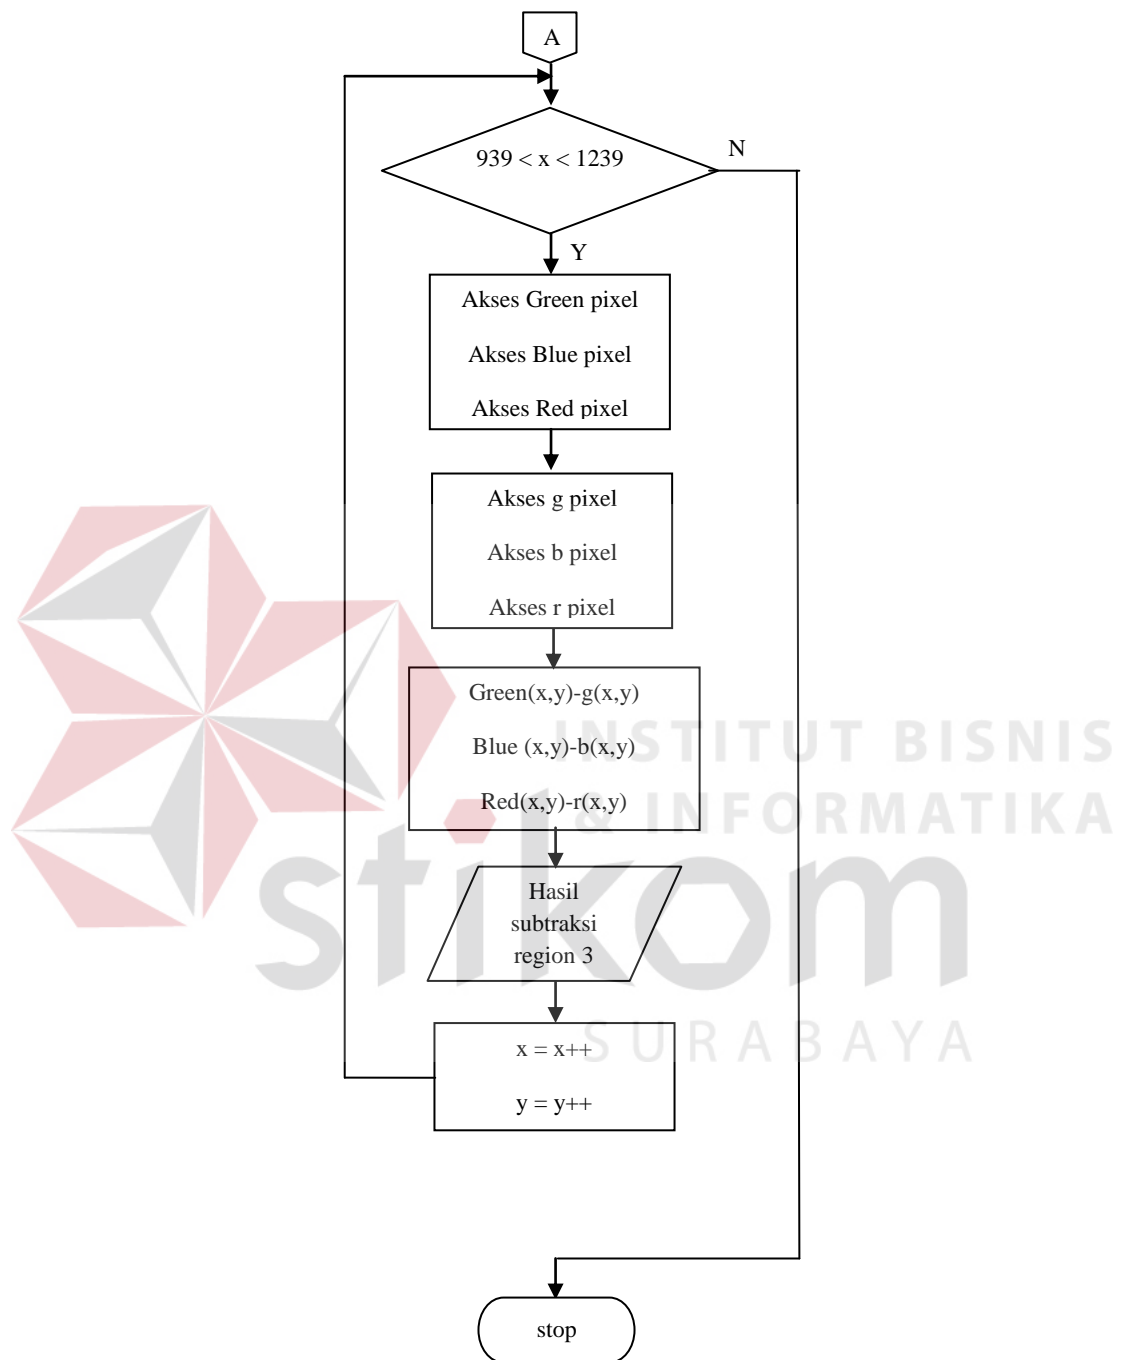 A
939 < x < 1239
N
Y
Akses Green pixel
Akses Blue pixel
Akses Red pixel
Akses g pixel
Akses b pixel
Akses r pixel
Green(x,y)-g(x,y)
Blue (x,y)-b(x,y)
Red(x,y)-r(x,y)
INSTITUT BISNIS
& INFORMATIKA
stikom
SURABAYA
Hasil
subtraksi
region 3
x = x++
y = y++
stop